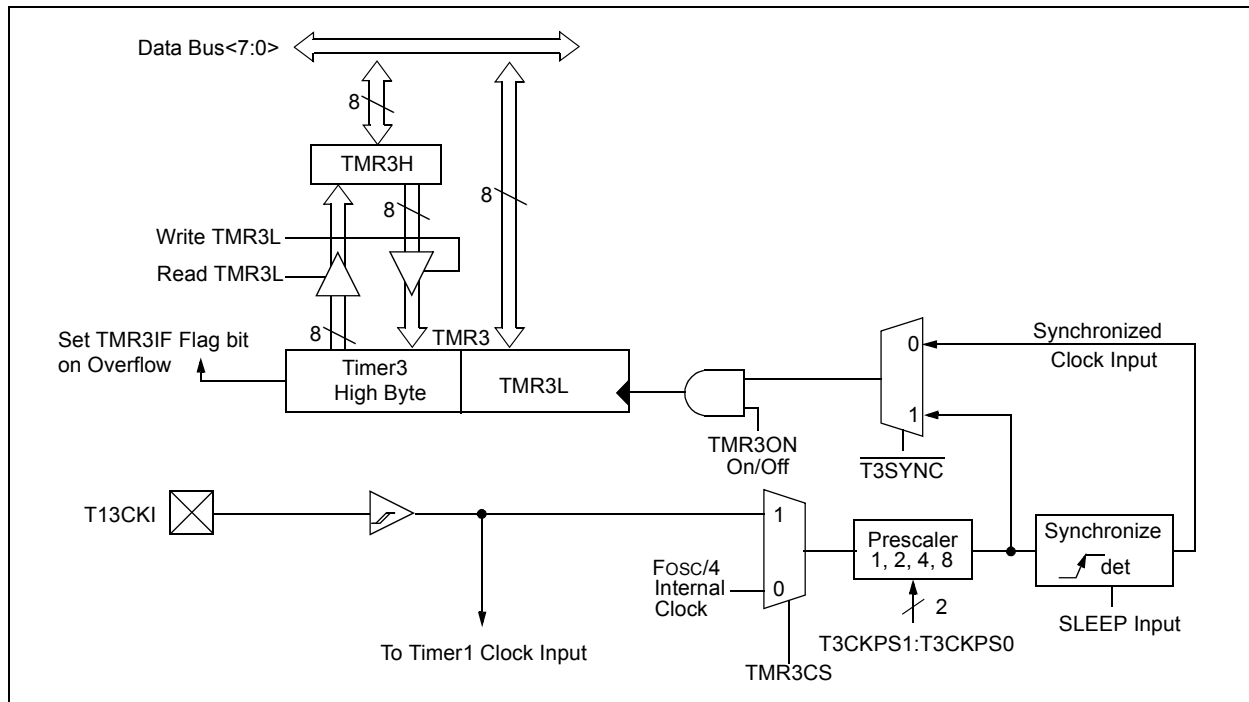 Data Bus<7:0>
8
TMR3H
8
8
Write TMR3L
Read TMR3L
8
TMR3
Set TMR3IF Flag bit
on Overflow
Timer3
High Byte
TMR3L
TMR3ON
On/Off
0
1
T3SYNC
Synchronized
Clock Input
T13CKI
1
0
FOSC/4
Internal
Clock
Prescaler
1, 2, 4, 8
2
T3CKPS1:T3CKPS0
Synchronize
det
SLEEP Input
To Timer1 Clock Input
TMR3CS